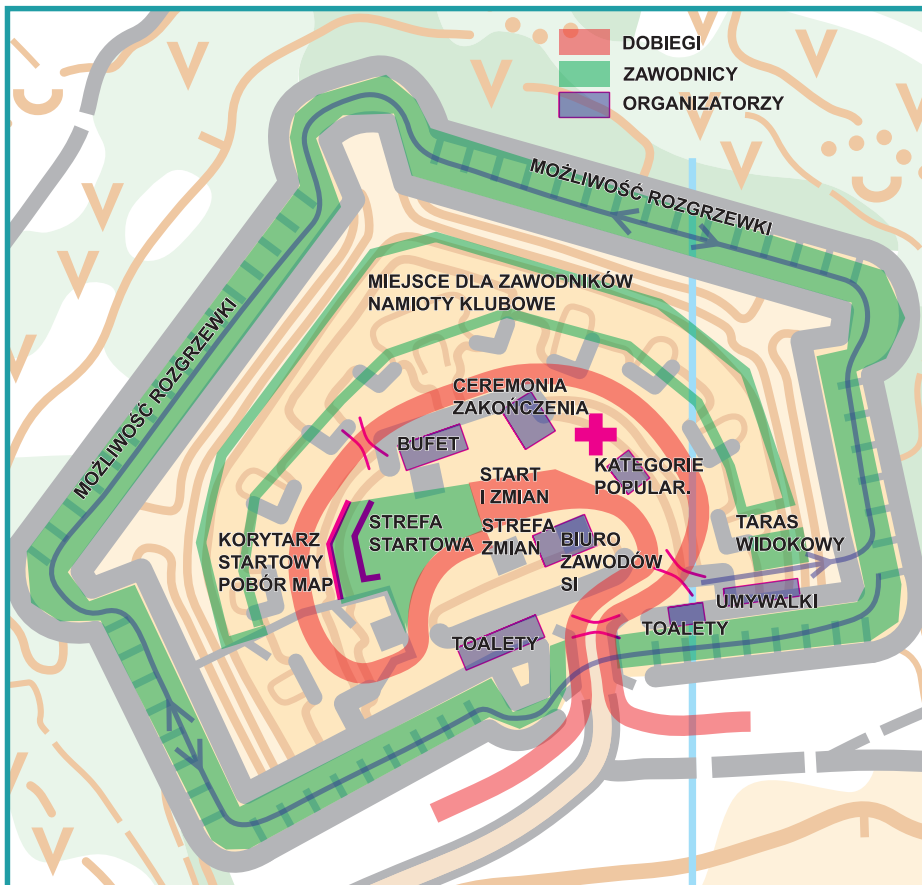 DOBIEGI
ZAWODNICY
ORGANIZATORZY
MOŻLIWOŚĆ ROZGRZEWKI
MOŻLIWOŚĆ ROZGRZEWKI
MIEJSCE DLA ZAWODNIKÓW
NAMIOTY KLUBOWE
CEREMONIA
ZAKOŃCZENIA
BUFET
KATEGORIE
POPULAR.
START
I ZMIAN
STREFA
STARTOWA
STREFA
ZMIAN
BIURO
ZAWODÓW
SI
KORYTARZ
STARTOWY
POBÓR MAP
TARAS
WIDOKOWY
UMYWALKI
TOALETY
TOALETY